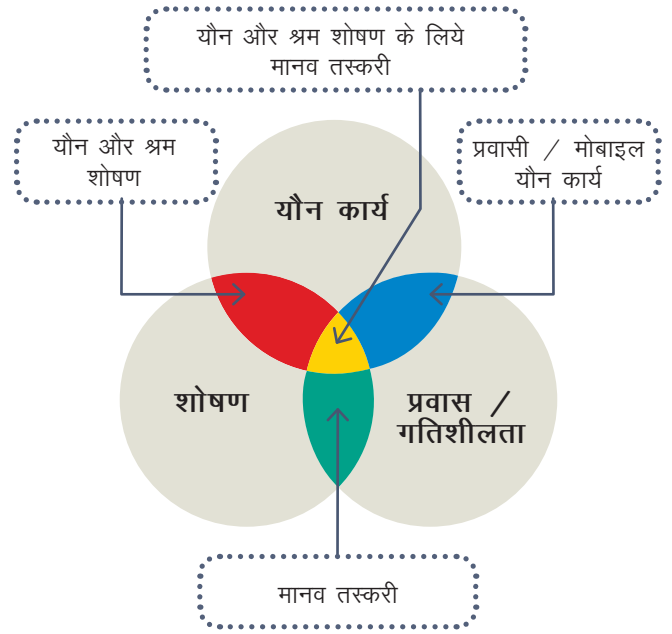 यौन और श्रम शोषण के लिये
मानव तस्करी
यौन और श्रम
शोषण
प्रवासी / मोबाइल
यौन कार्य
यौन कार्य
शोषण
प्रवास /
गतिशीलता
मानव तस्करी